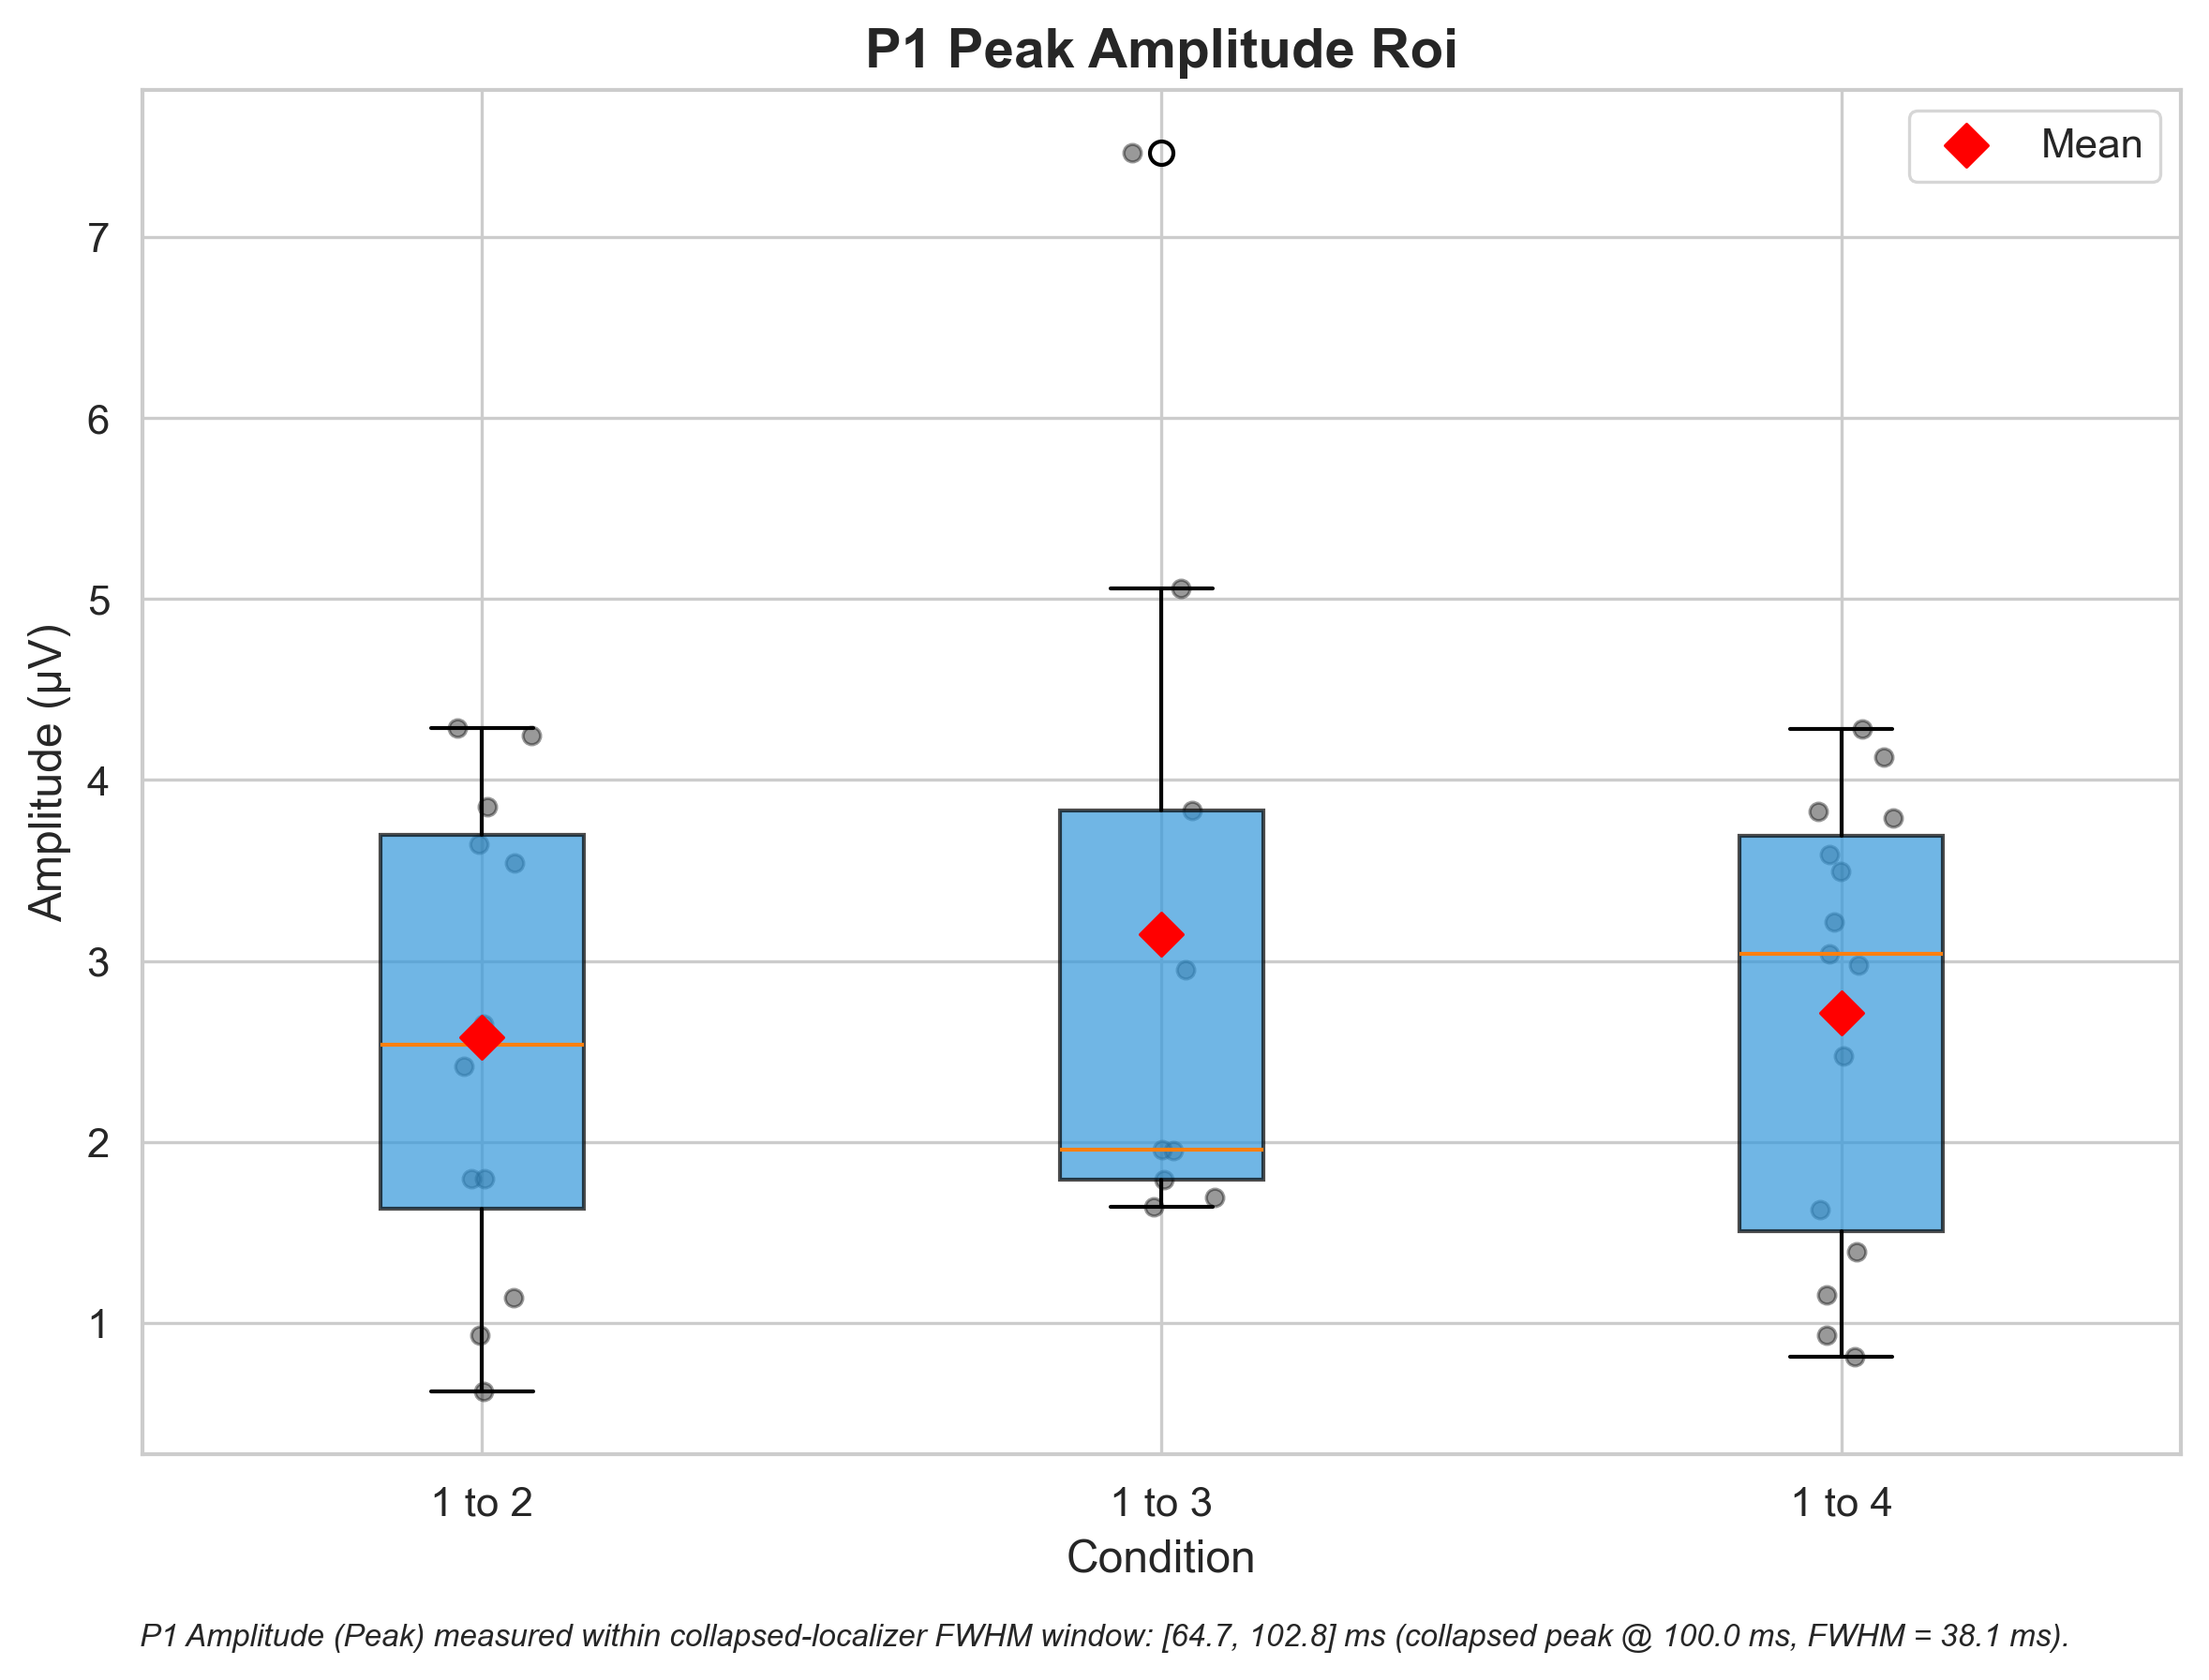 P1 Peak Amplitude Roi
Mean
7
6
5
4
3
2
1
Amplitude (µV)
1 to 2
1 to 3
1 to 4
Condition
P1 Amplitude (Peak) measured within collapsed-localizer FWHM window: [64.7, 102.8] ms (collapsed peak @ 100.0 ms, FWHM = 38.1 ms).